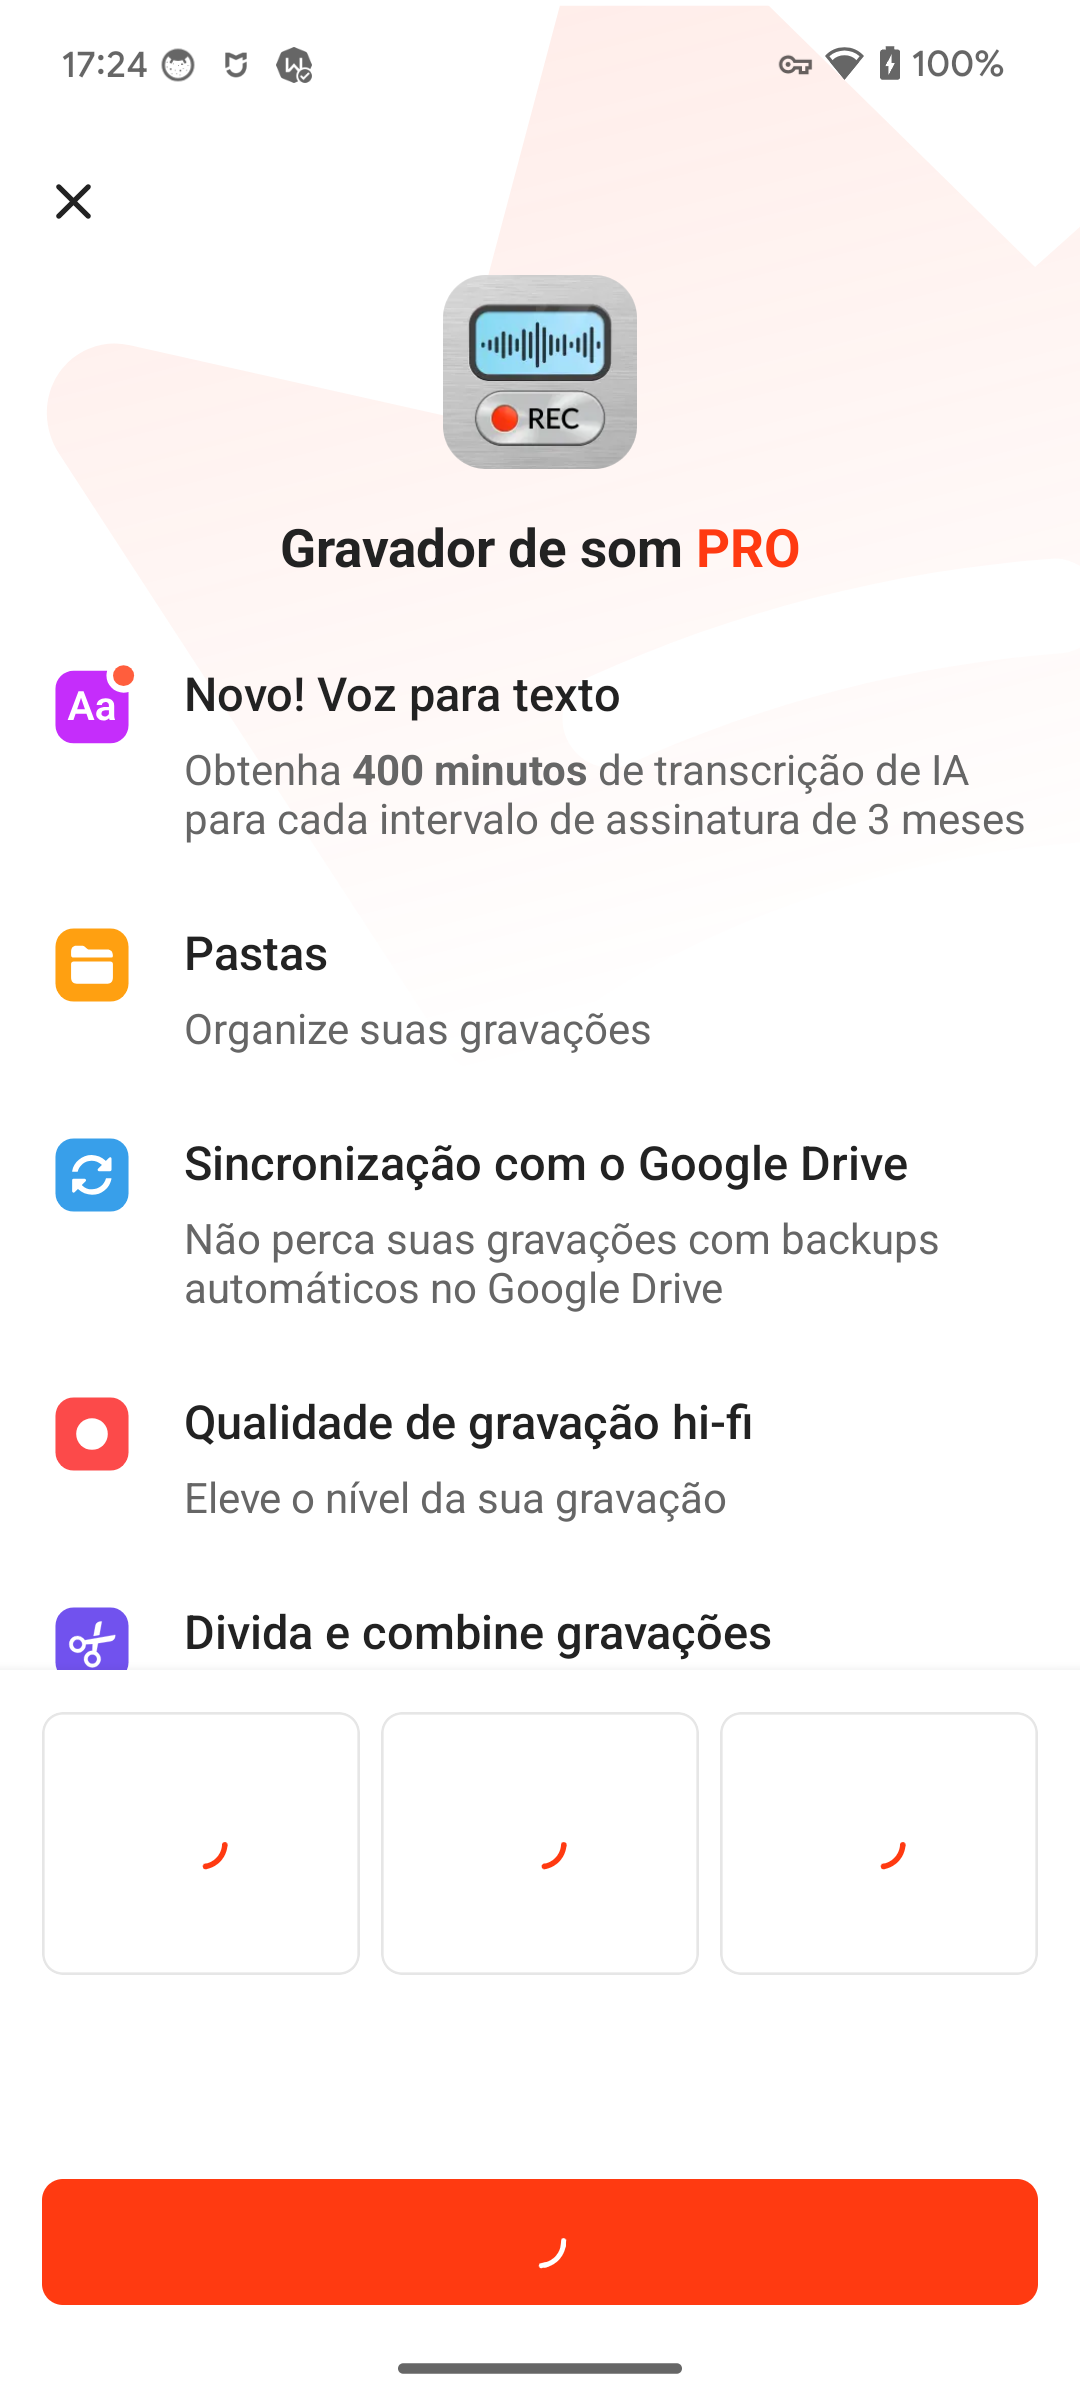 17:24
100%
REC
Gravador de som PRO
Aa
Novo! Voz para texto
Obtenha 400 minutos de transcrição de IA
para cada intervalo de assinatura de 3 meses
Pastas
Organize suas gravações
Sincronização com o Google Drive
Não perca suas gravações com backups
automáticos no Google Drive
Qualidade de gravação hi-fi
Eleve o nível da sua gravação
Divida e combine gravações